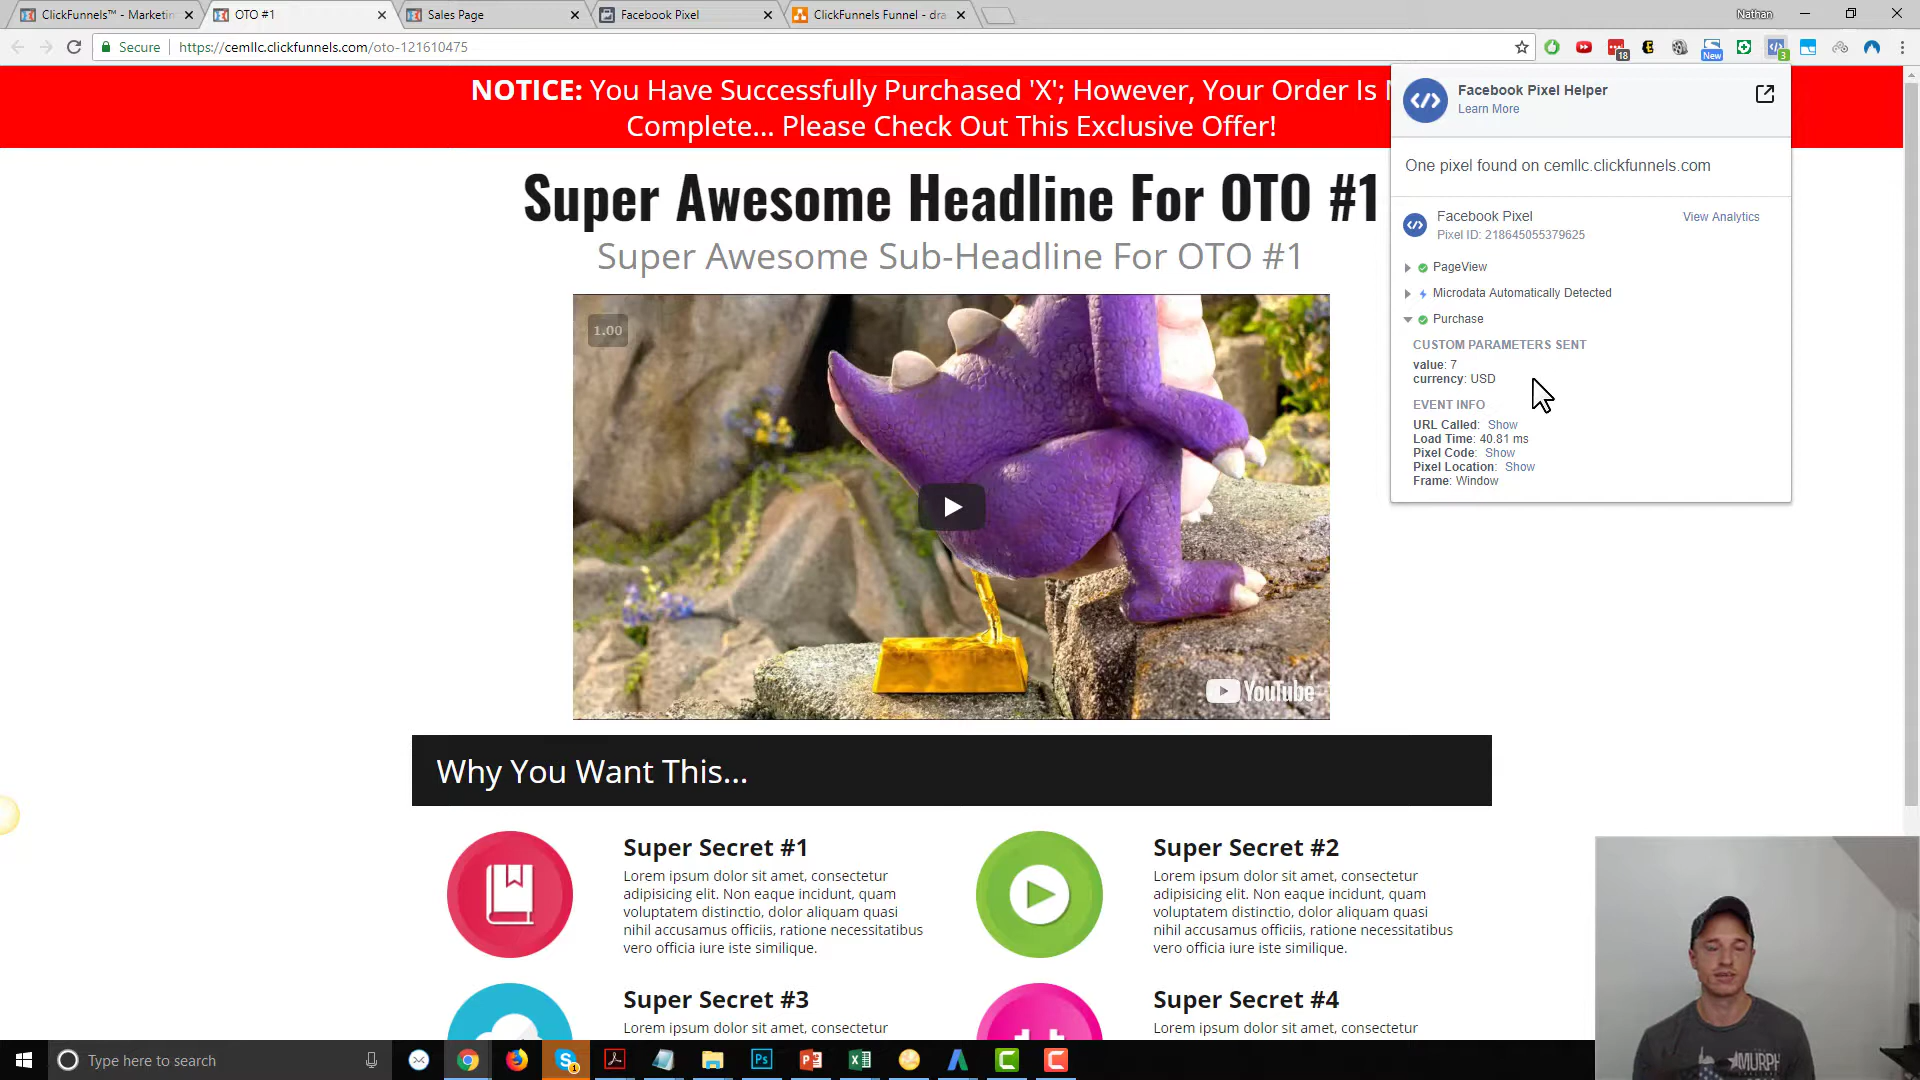 ClickFunnels™ - Marketin
OTO #1
Sales Page
Facebook Pixel
ClickFunnels Funnel - dra
Nathan
Secure
https://cemllc.clickfunnels.com/oto-121610475
18
New
3
NOTICE: You Have Successfully Purchased 'X'; However, Your Order Is
Complete... Please Check Out This Exclusive Offer!
Super Awesome Headline For OTO #1
Super Awesome Sub-Headline For OTO #1
1.00
YouTube
Facebook Pixel Helper
Learn More
One pixel found on cemllc.clickfunnels.com
Facebook Pixel
View Analytics
Pixel ID: 218645055379625
PageView
Microdata Automatically Detected
Purchase
CUSTOM PARAMETERS SENT
value: 7
currency: USD
EVENT INFO
URL Called: Show
Load Time: 40.81 ms
Pixel Code: Show
Pixel Location: Show
Frame: Window
Why You Want This...
Super Secret #1
Lorem ipsum dolor sit amet, consectetur
adipisicing elit. Non eaque incidunt, quam
voluptatem distinctio, dolor aliquam quasi
nihil accusamus officiis, ratione necessitatibus
vero officia iure iste similique.
Super Secret #2
Lorem ipsum dolor sit amet, consectetur
adipisicing elit. Non eaque incidunt, quam
voluptatem distinctio, dolor aliquam quasi
nihil accusamus officiis, ratione necessitatibus
vero officia iure iste similique.
Super Secret #3
Lorem ipsum dolor sit amet, consectetur
Super Secret #4
Lorem ipsum dolor sit amet, consectetur
MURPH
Type here to search
1
Ps